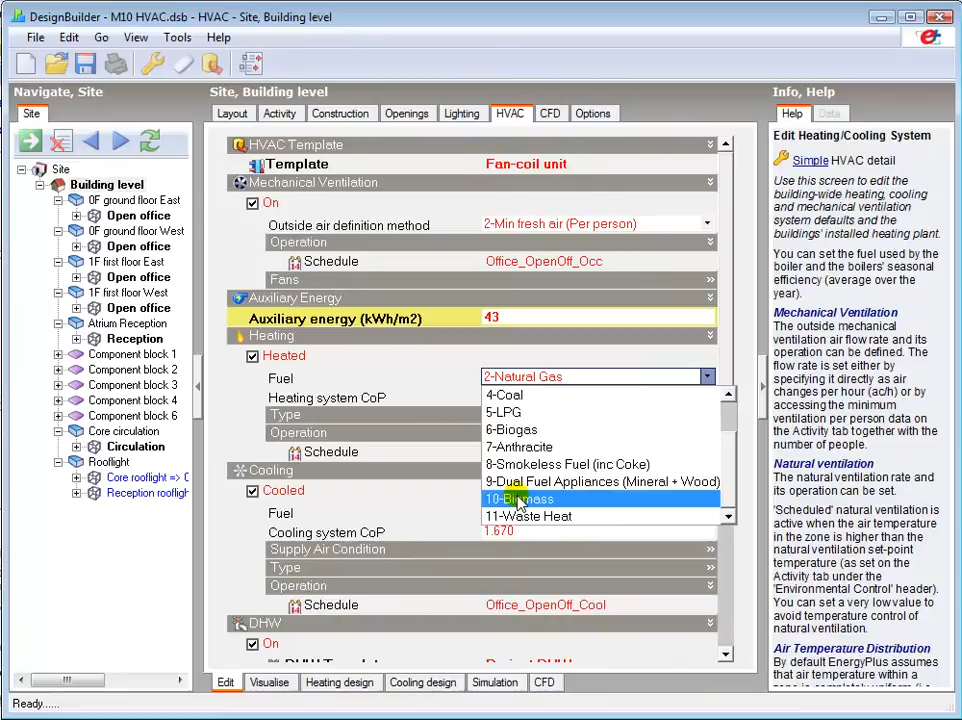 DesignBuilder - M10 HVAC.dsb - HVAC - Site, Building level
File Edit Go View Tools Help
Navigate, Site
Site
Site
Building level
0F ground floor East
Open office
0F ground floor West
Open office
1F first floor East
Open office
1F first floor West
Open office
Atrium Reception
Reception
Component block 1
Component block 2
Component block 3
Component block 4
Component block 6
Core circulation
Circulation
Rooflight
Core rooflight => C
Reception rooflight
Site, Building level
Layout Activity Construction Openings Lighting HVAC CFD Options
HVAC Template
Template Fan-coil unit
Mechanical Ventilation
On
Outside air definition method 2-Min fresh air (Per person)
Operation
Schedule Office_OpenOff_Occ
Fans
Auxiliary Energy
Auxiliary energy (kWh/m2) 43
Heating
Heated
Fuel 2-Natural Gas
Heating system CoP
Type
Operation
Schedule
4-Coal
5-LPG
6-Biogas
7-Anthracite
8-Smokeless Fuel (inc Coke)
9-Dual Fuel Appliances (Mineral + Wood)
10-Biomass
11-Waste Heat
Cooling
Cooled
Fuel
Cooling system CoP 1.670
Supply Air Condition
Type
Operation
Schedule Office_OpenOff_Cool
DHW
On
Edit Visualise Heating design Cooling design Simulation CFD
Info, Help
Help Data
Edit Heating/Cooling System
Simple HVAC detail
Use this screen to edit the
building-wide heating, cooling
and mechanical ventilation
system defaults and the
buildings' installed heating plant.
You can set the fuel used by the
boiler and the boilers' seasonal
efficiency (average over the
year).
Mechanical Ventilation
The outside mechanical
ventilation air flow rate and its
operation can be defined. The
flow rate is set either by
specifying it directly as air
changes per hour (ac/h) or by
accessing the minimum
ventilation per person data on
the Activity tab together with
the number of people.
Natural ventilation
The natural ventilation rate and
its operation can be set.
'Scheduled' natural ventilation is
active when the air temperature
in the zone is higher than the
natural ventilation set-point
temperature (as set on the
Activity tab under the
'Environmental Control' header).
You can set a very low value to
avoid temperature control of
natural ventilation.
Air Temperature Distribution
By default EnergyPlus assumes
that air temperature within a
Ready......